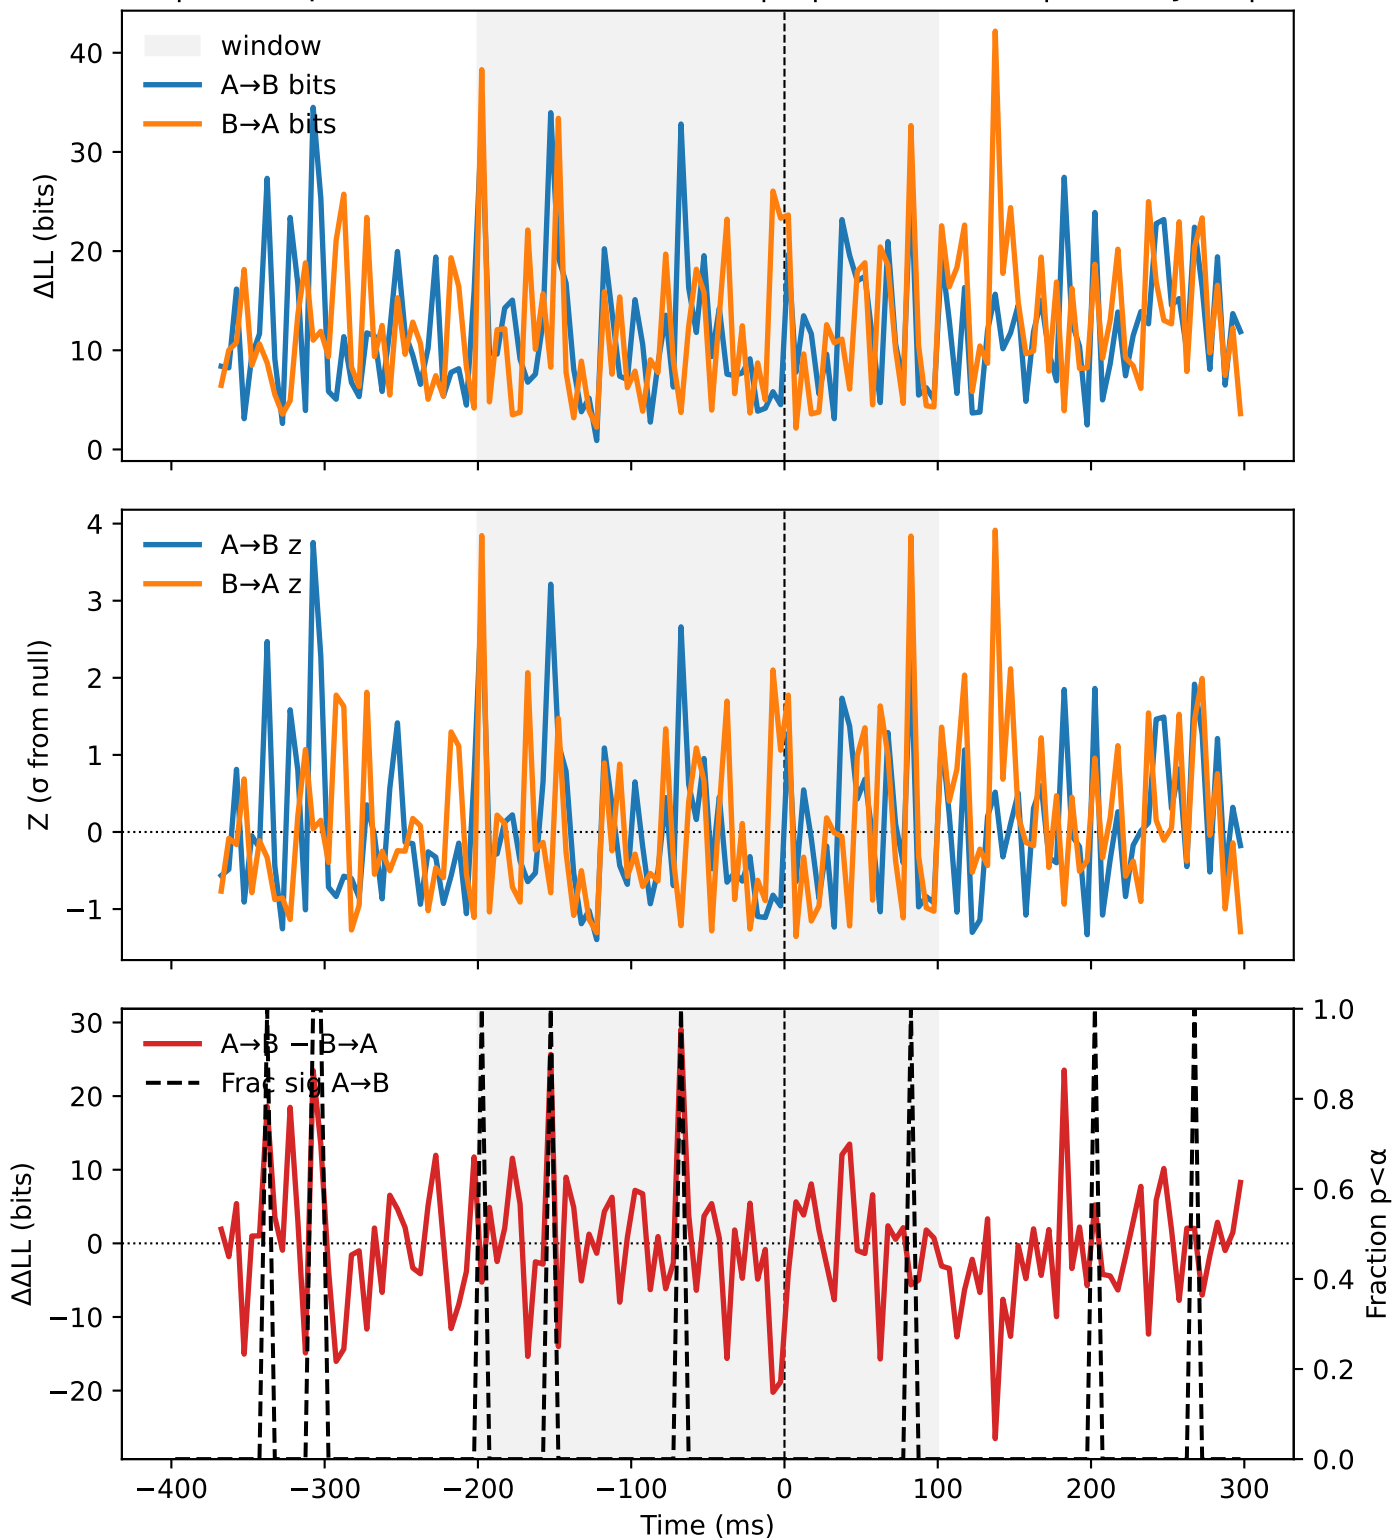 window
A→B bits
B→A bits
ΔLL (bits)
40
30
20
10
0
A→B z
B→A z
Z (σ from null)
4
3
2
1
0
−1
A→B − B→A
Frac sig A→B
ΔΔLL (bits)
30
20
10
0
−10
−20
1.0
0.8
0.6
0.4
0.2
0.0
Fraction p<α
−400 −300 −200 −100 0 100 200 300
Time (ms)